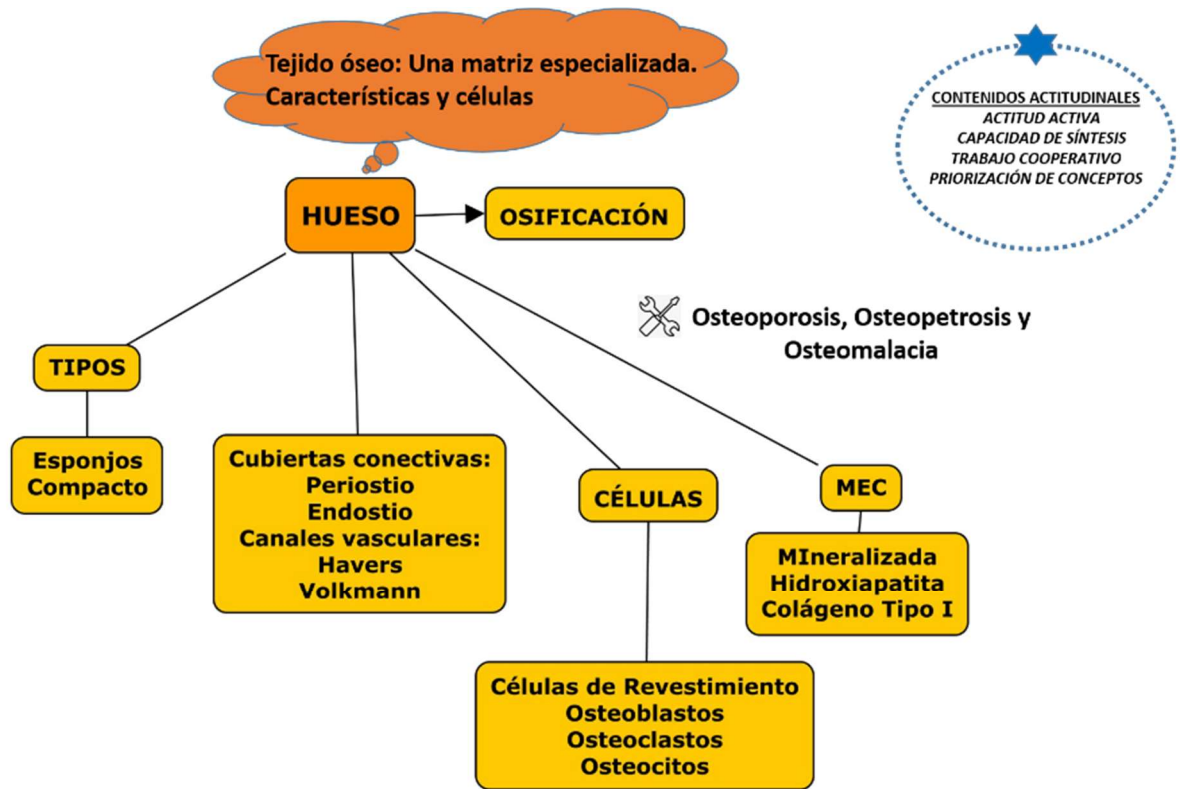 Tejido óseo: Una matriz especializada.
Características y células
CONTENIDOS ACTITUDINALES
ACTITUD ACTIVA
CAPACIDAD DE SÍNTESIS
TRABAJO COOPERATIVO
PRIORIZACIÓN DE CONCEPTOS
HUESO
OSIFICACIÓN
Osteoporosis, Osteopetrosis y
Osteomalacia
TIPOS
Esponjos
Compacto
Cubiertas conectivas:
Periostio
Endostio
Canales vasculares:
Havers
Volkmann
CÉLULAS
MEC
MIneralizada
Hidroxiapatita
Colágeno Tipo I
Células de Revestimiento
Osteoblastos
Osteoclastos
Osteocitos